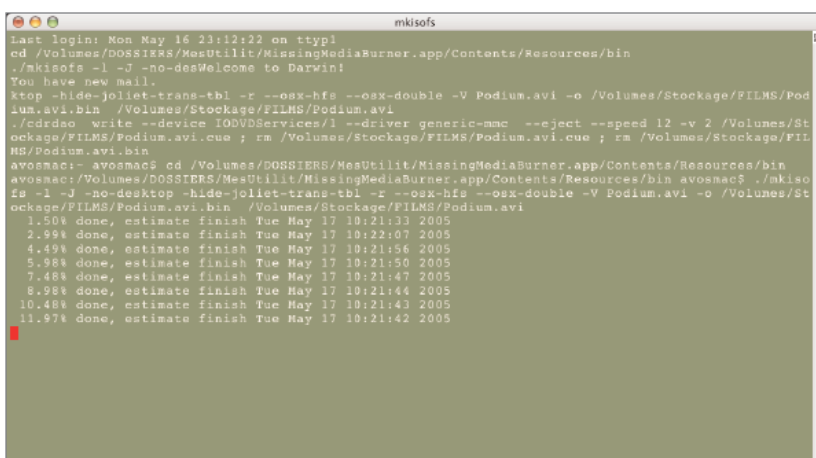 mkisofs
Last login: Mon May 16 23:12:22 on ttyp1
cd /Volumes/DOSSIERS/MesUtilit/MissingMediaBurner.app/Contents/Resources/bin
./mkisofs -l -J -no-desWelcome to Darwin!
You have new mail.
ktop -hide-joliet-trans-tbl -r --osx-hfs --osx-double -V Podium.avi -o /Volumes/Stockage/FILMS/Pod
ium.avi.bin  /Volumes/Stockage/FILMS/Podium.avi
./cdrdao  write --device IODVDServices/1 --driver generic-mmc  --eject --speed 12 -v 2 /Volumes/St
ockage/FILMS/Podium.avi.cue ; rm /Volumes/Stockage/FILMS/Podium.avi.cue ; rm /Volumes/Stockage/FIL
MS/Podium.avi.bin
avosmac:~ avosmac$ cd /Volumes/DOSSIERS/MesUtilit/MissingMediaBurner.app/Contents/Resources/bin
avosmac:/Volumes/DOSSIERS/MesUtilit/MissingMediaBurner.app/Contents/Resources/bin avosmac$ ./mkiso
fs -l -J -no-desktop -hide-joliet-trans-tbl -r --osx-hfs --osx-double -V Podium.avi -o /Volumes/St
ockage/FILMS/Podium.avi.bin  /Volumes/Stockage/FILMS/Podium.avi
1.50% done, estimate finish Tue May 17 10:21:33 2005
2.99% done, estimate finish Tue May 17 10:22:07 2005
4.49% done, estimate finish Tue May 17 10:21:56 2005
5.98% done, estimate finish Tue May 17 10:21:50 2005
7.48% done, estimate finish Tue May 17 10:21:47 2005
8.98% done, estimate finish Tue May 17 10:21:44 2005
10.48% done, estimate finish Tue May 17 10:21:43 2005
11.97% done, estimate finish Tue May 17 10:21:42 2005